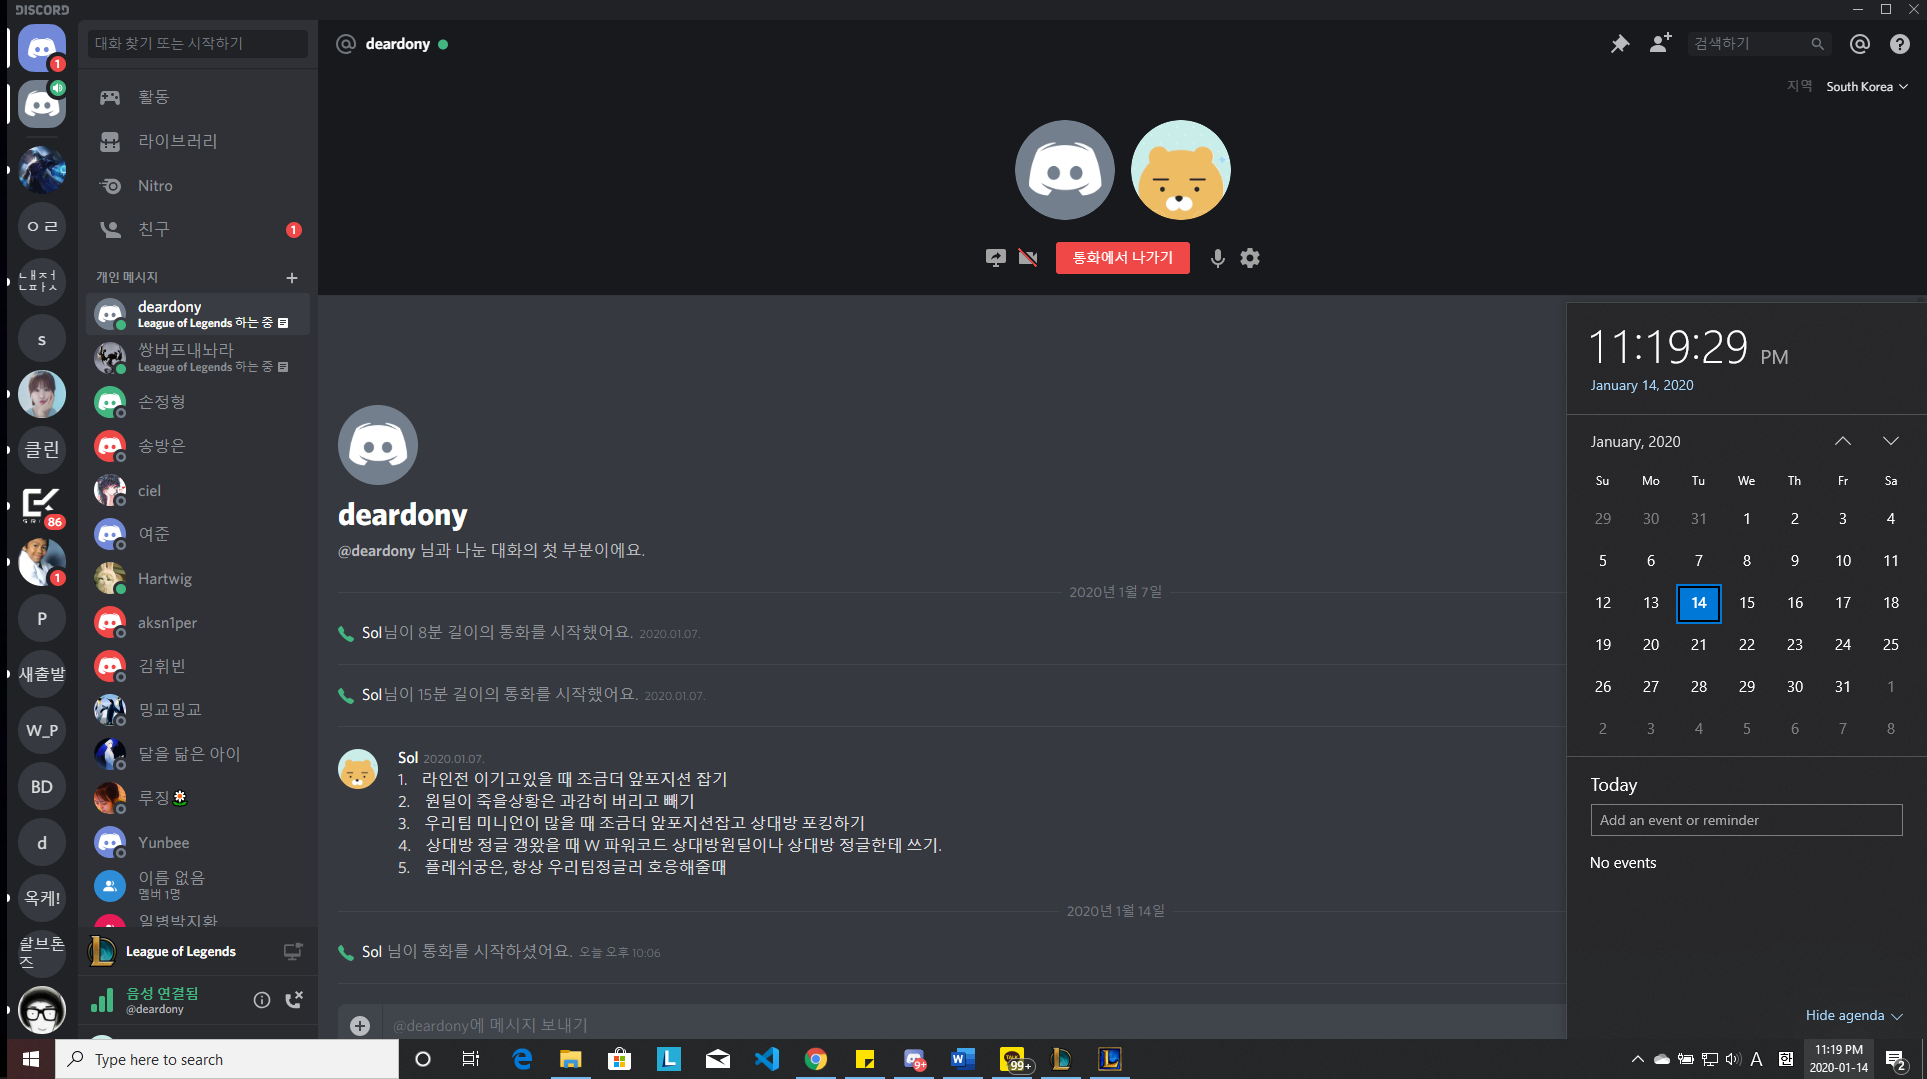 DISCORD
대화 찾기 또는 시작하기
deardony
검색하기
지역 South Korea
1
ㅇㄹ
s
클린
86
1
P
새출발
W_P
BD
d
옥케!
활동
라이브러리
Nitro
친구 1
개인 메시지
deardony
League of Legends 하는 중
쌍버프내놔라
League of Legends 하는 중
손정형
송방은
ciel
여준
Hartwig
aksn1per
김휘빈
밍교밍교
달을 닮은 아이
루징
Yunbee
이름 없음
멤버 1명
일병박지환
League of Legends
음성 연결됨
@deardony
통화에서 나가기
deardony
@deardony 님과 나눈 대화의 첫 부분이에요.
2020년 1월 7일
Sol님이 8분 길이의 통화를 시작했어요. 2020.01.07.
Sol님이 15분 길이의 통화를 시작했어요. 2020.01.07.
Sol 2020.01.07.
1. 라인전 이기고있을 때 조금더 앞포지션 잡기
2. 원딜이 죽을상황은 과감히 버리고 빼기
3. 우리팀 미니언이 많을 때 조금더 앞포지션잡고 상대방 포킹하기
4. 상대방 정글 갱왔을 때 W 파워코드 상대방원딜이나 상대방 정글한테 쓰기.
5. 플레쉬궁은, 항상 우리팀정글러 호응해줄때
2020년 1월 14일
Sol 님이 통화를 시작하셨어요. 오늘 오후 10:06
@deardony에 메시지 보내기
11:19:29 PM
January 14, 2020
January, 2020
Su Mo Tu We Th Fr Sa
29 30 31 1 2 3 4
5 6 7 8 9 10 11
12 13 14 15 16 17 18
19 20 21 22 23 24 25
26 27 28 29 30 31 1
2 3 4 5 6 7 8
Today
Add an event or reminder
No events
Hide agenda
Type here to search
L
9+
W
TALK
99+
L
A 한
11:19 PM
2020-01-14
2